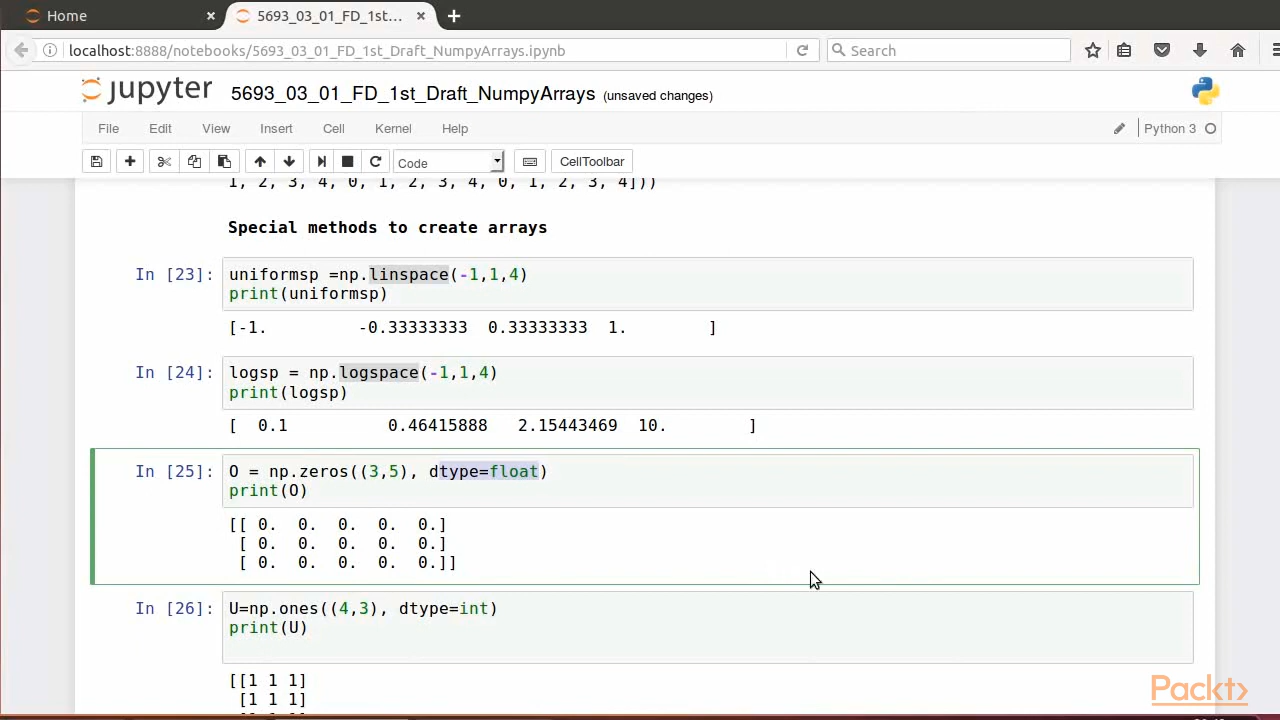 Home
5693_03_01_FD_1st...
localhost:8888/notebooks/5693_03_01_FD_1st_Draft_NumpyArrays.ipynb
Search
jupyter 5693_03_01_FD_1st_Draft_NumpyArrays (unsaved changes)
File Edit View Insert Cell Kernel Help Python 3
Code CellToolbar
1, 2, 3, 4, 0, 1, 2, 3, 4, 0, 1, 2, 3, 4]))
Special methods to create arrays
In [23]: uniformsp =np.linspace(-1,1,4)
print(uniformsp)
[-1.         -0.33333333  0.33333333  1.        ]
In [24]: logsp = np.logspace(-1,1,4)
print(logsp)
[  0.1          0.46415888   2.15443469  10.        ]
In [25]: O = np.zeros((3,5), dtype=float)
print(O)
[[ 0.  0.  0.  0.  0.]
[ 0.  0.  0.  0.  0.]
[ 0.  0.  0.  0.  0.]]
In [26]: U=np.ones((4,3), dtype=int)
print(U)
[[1 1 1]
[1 1 1]
Packt>